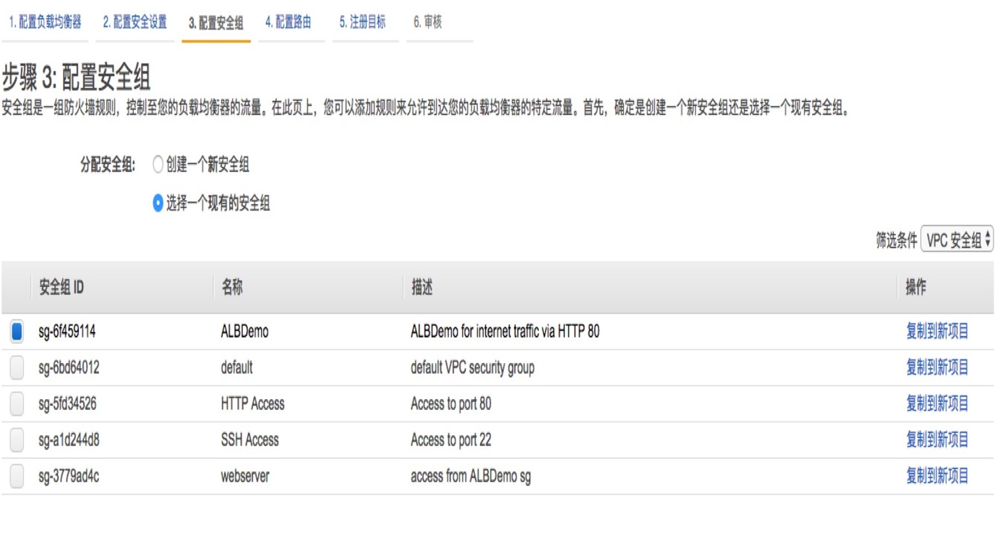 1. 配置负载均衡器 2. 配置安全设置 3. 配置安全组 4. 配置路由 5. 注册目标 6. 审核
步骤 3: 配置安全组
安全组是一组防火墙规则，控制至您的负载均衡器的流量。在此页上，您可以添加规则来允许到达您的负载均衡器的特定流量。首先，确定是创建一个新安全组还是选择一个现有安全组。
分配安全组: 创建一个新安全组
选择一个现有的安全组
筛选条件 VPC 安全组
安全组 ID 名称 描述 操作
sg-6f459114 ALBDemo ALBDemo for internet traffic via HTTP 80 复制到新项目
sg-6bd64012 default default VPC security group 复制到新项目
sg-5fd34526 HTTP Access Access to port 80 复制到新项目
sg-a1d244d8 SSH Access Access to port 22 复制到新项目
sg-3779ad4c webserver access from ALBDemo sg 复制到新项目